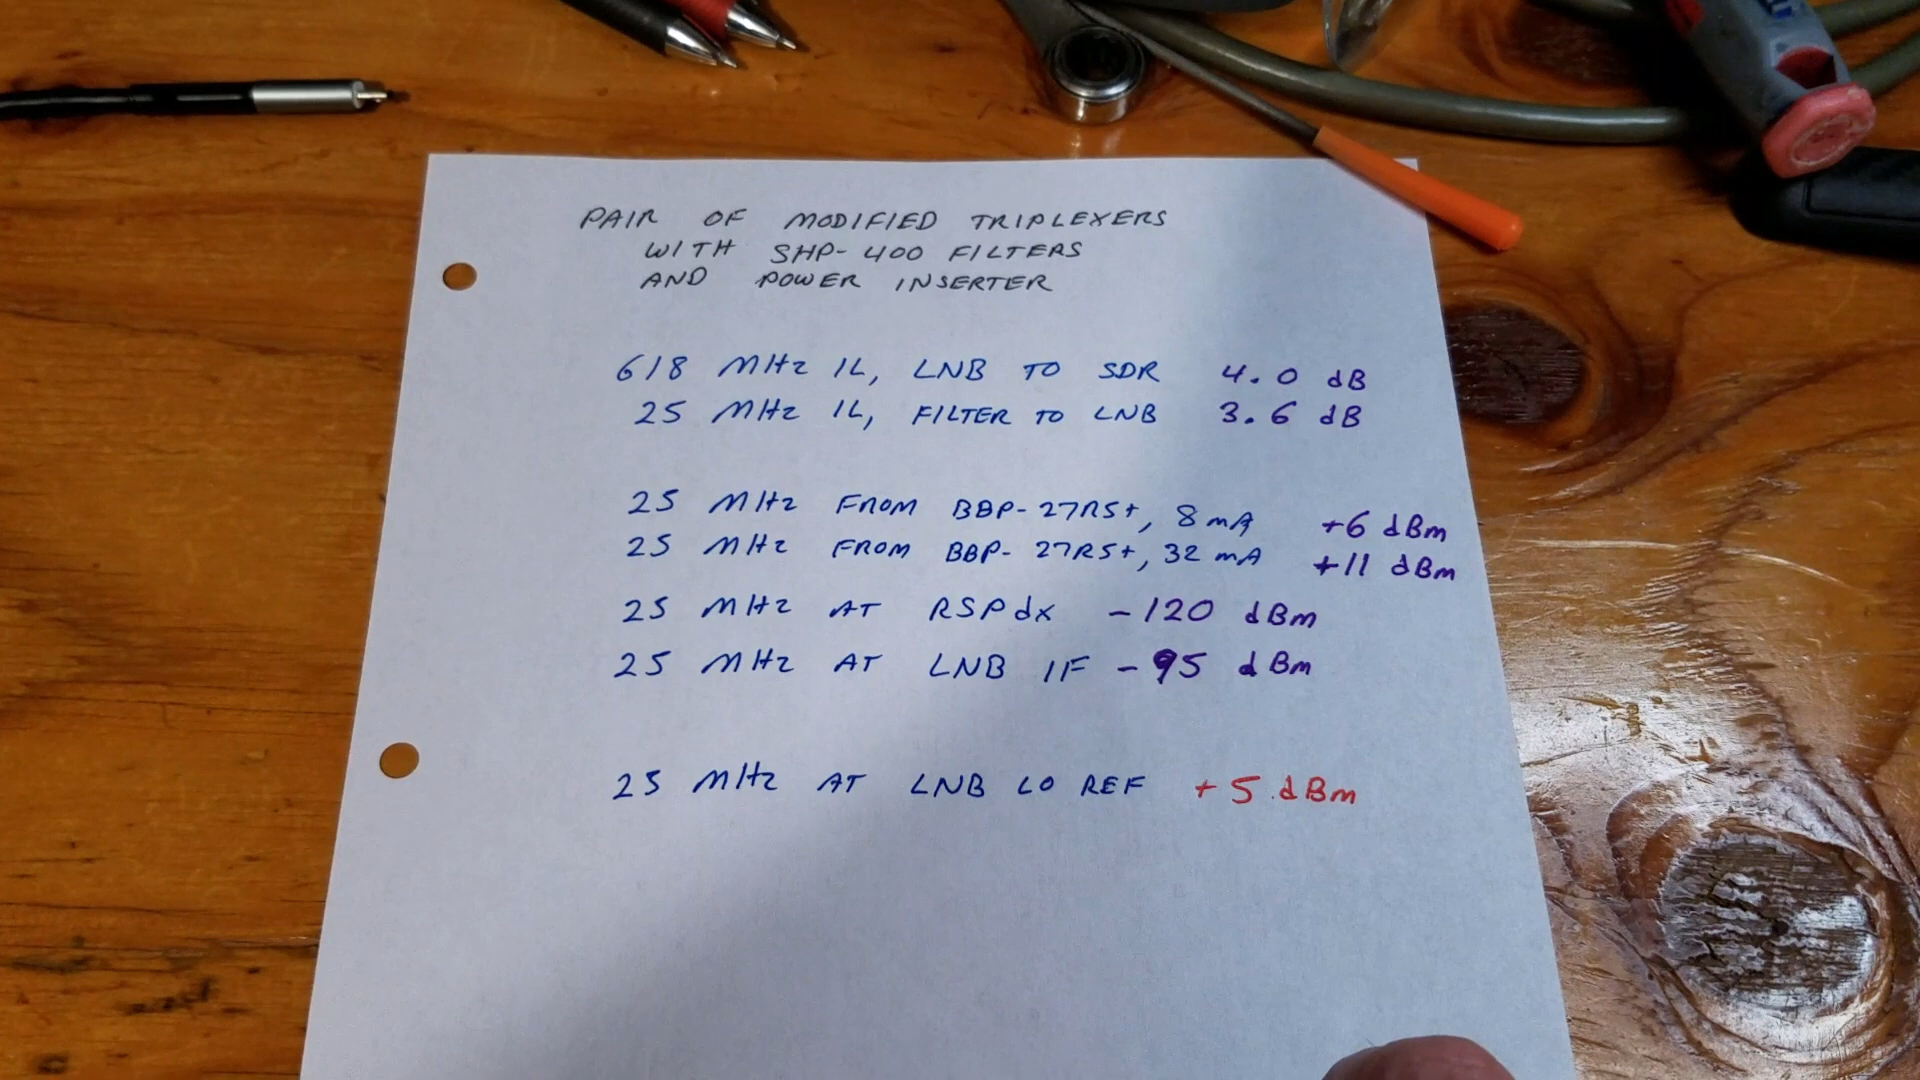 PAIR OF MODIFIED TRIPLEXERS
WITH SHP-400 FILTERS
AND POWER INSERTER
618 MHz IL, LNB TO SDR 4.0 dB
25 MHz IL, FILTER TO LNB 3.6 dB
25 MHz FROM BBP-27RS+, 8 mA +6 dBm
25 MHz FROM BBP-27RS+, 32 mA +11 dBm
25 MHz AT RSPdx -120 dBm
25 MHz AT LNB IF -95 dBm
25 MHz AT LNB LO REF +5 dBm